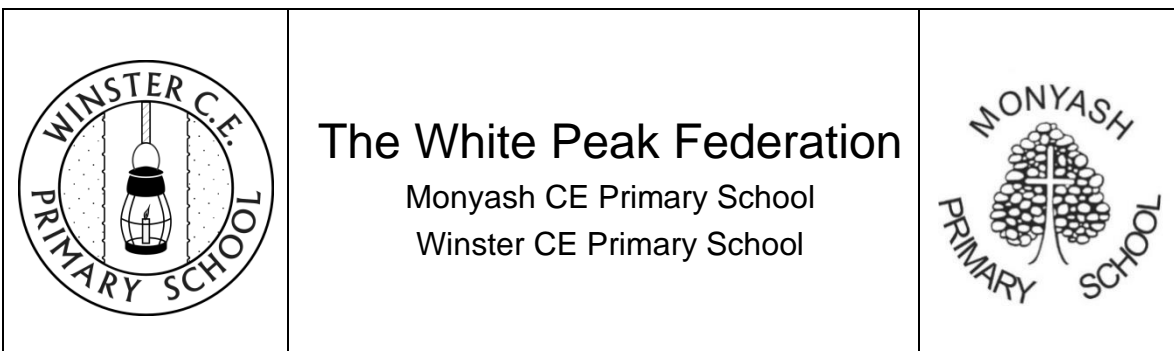 WINSTER C.E.
PRIMARY SCHOOL
The White Peak Federation
Monyash CE Primary School
Winster CE Primary School
MONYASH
PRIMARY SCHOOL